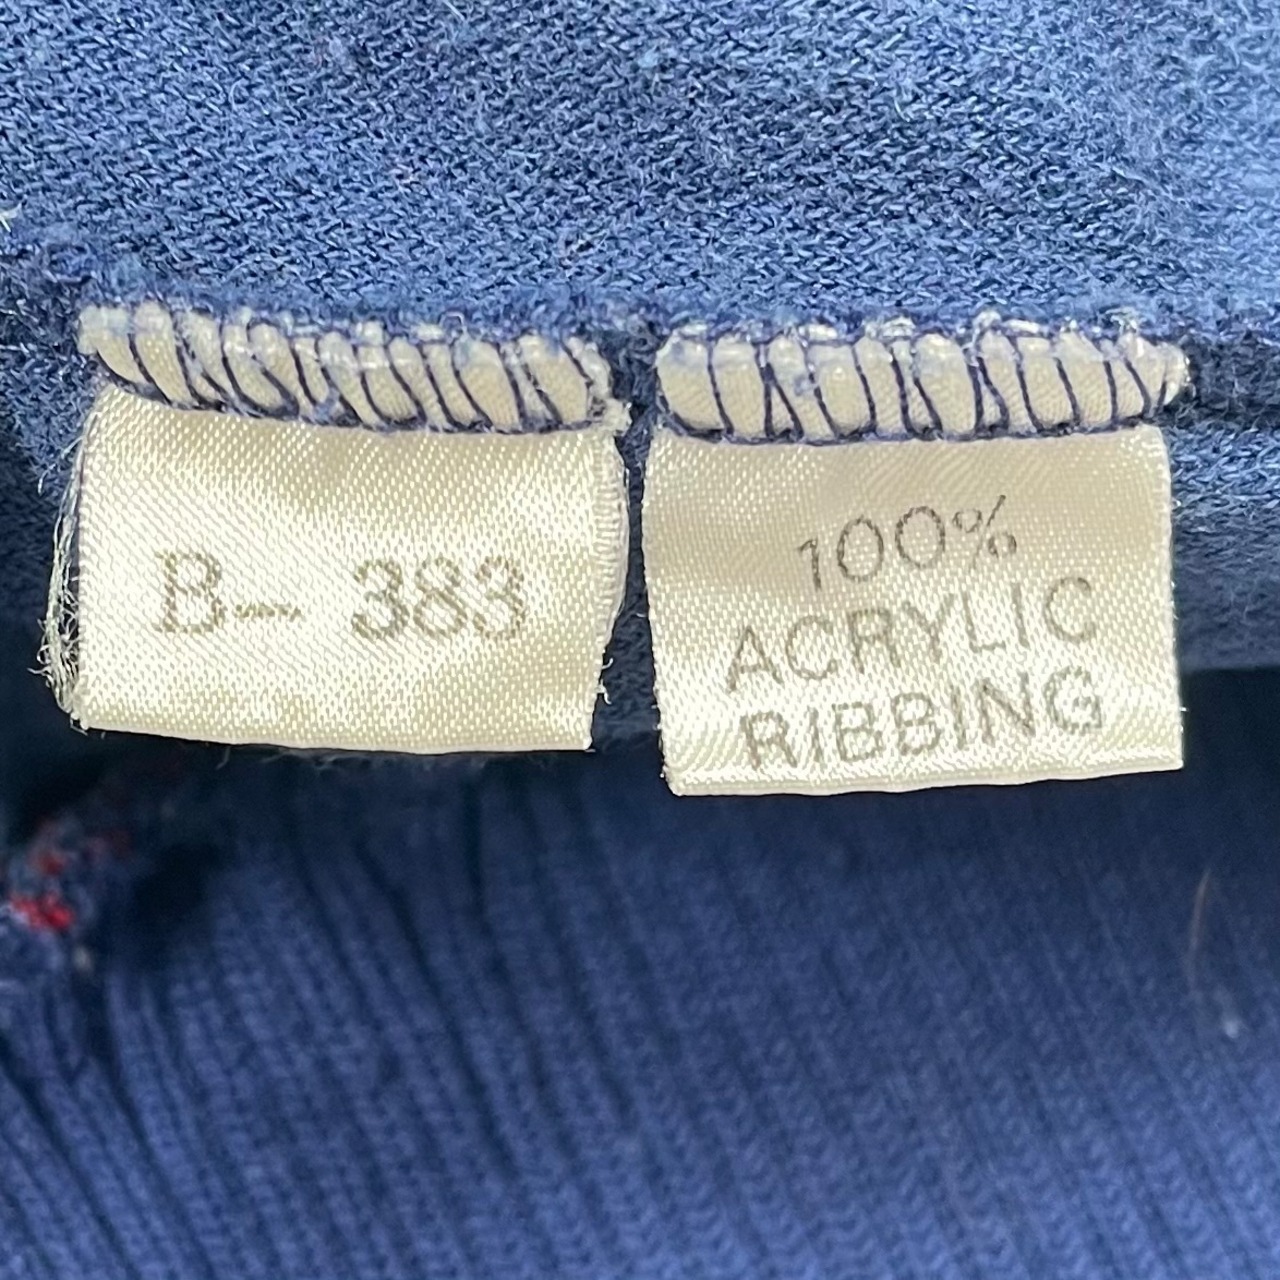 B- 383
100%
ACRYLIC
RIBBING